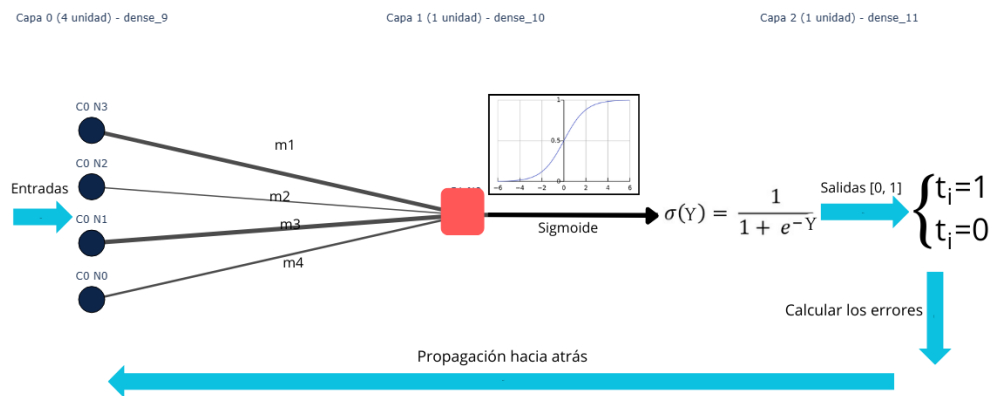 Capa 0 (4 unidad) - dense_9
Capa 1 (1 unidad) - dense_10
Capa 2 (1 unidad) - dense_11
C0 N3
m1
1
0.5
−6 −4 −2 0 2 4 6
C0 N2
m2
Entradas
C0 N1
m3
Sigmoide
σ(Y) = 1 / 1 + e^−Y
Salidas [0, 1]
{ti=1
ti=0
C0 N0
m4
Calcular los errores
Propagación hacia atrás